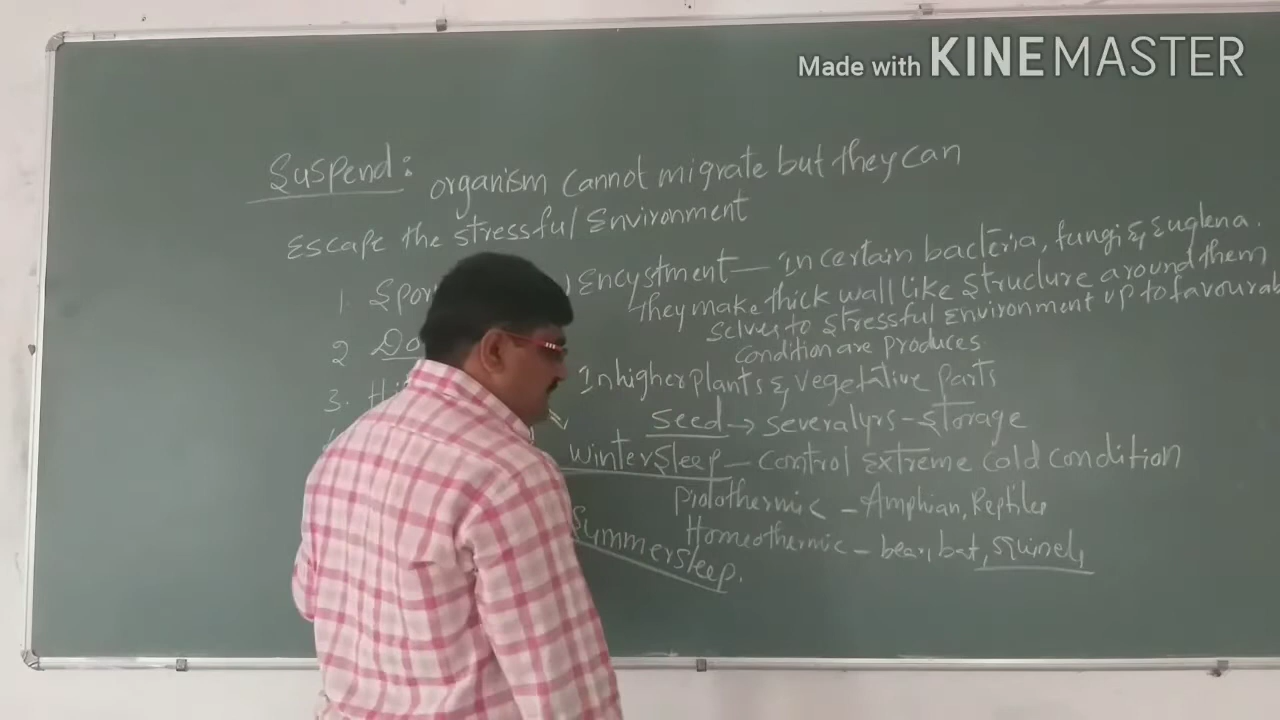 Made with KINEMASTER
Suspend: organism cannot migrate but they can
Escape the stressful Environment
1. Spor Encystment — In certain bacteria, fungi & Euglena.
they make thick wall like structure around them
selves to stressful Environment up to favourab
condition are produces.
2 Do In higher plants & vegetative parts
seed → several yrs - storage
3. Hi Winter sleep — control Extreme cold condition
Piolothermic — Amphian, Reptiles
Homeothermic — bear, bat,
Summer sleep.